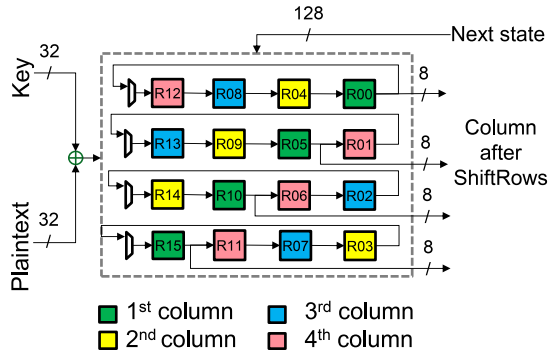 128
Next state
32
Key
8
R12 R08 R04 R00
8
R13 R09 R05 R01
Column
after
ShiftRows
8
R14 R10 R06 R02
32
Plaintext
8
R15 R11 R07 R03
1st column
3rd column
2nd column
4th column